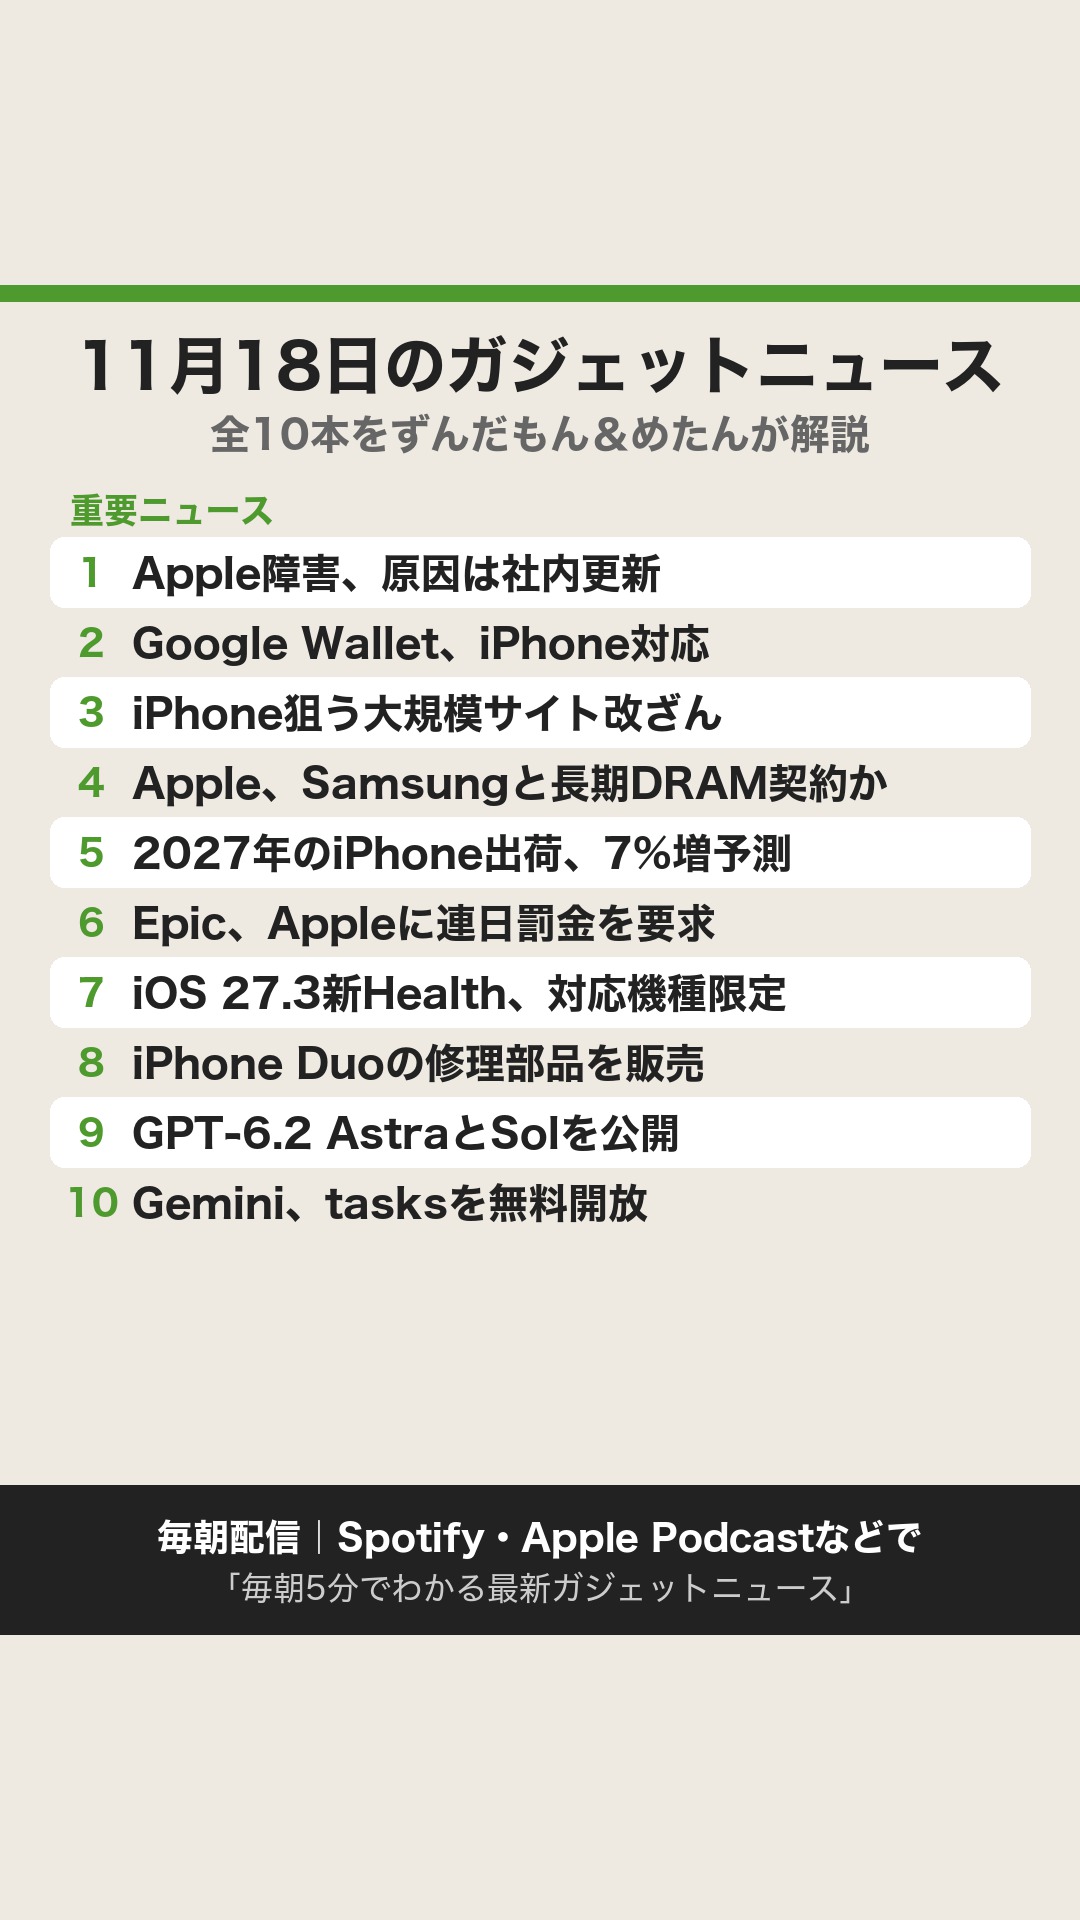 11月18日のガジェットニュース
全10本をずんだもん＆めたんが解説
重要ニュース
1 Apple障害、原因は社内更新
2 Google Wallet、iPhone対応
3 iPhone狙う大規模サイト改ざん
4 Apple、Samsungと長期DRAM契約か
5 2027年のiPhone出荷、7%増予測
6 Epic、Appleに連日罰金を要求
7 iOS 27.3新Health、対応機種限定
8 iPhone Duoの修理部品を販売
9 GPT-6.2 AstraとSolを公開
10 Gemini、tasksを無料開放
毎朝配信｜Spotify・Apple Podcastなどで
「毎朝5分でわかる最新ガジェットニュース」